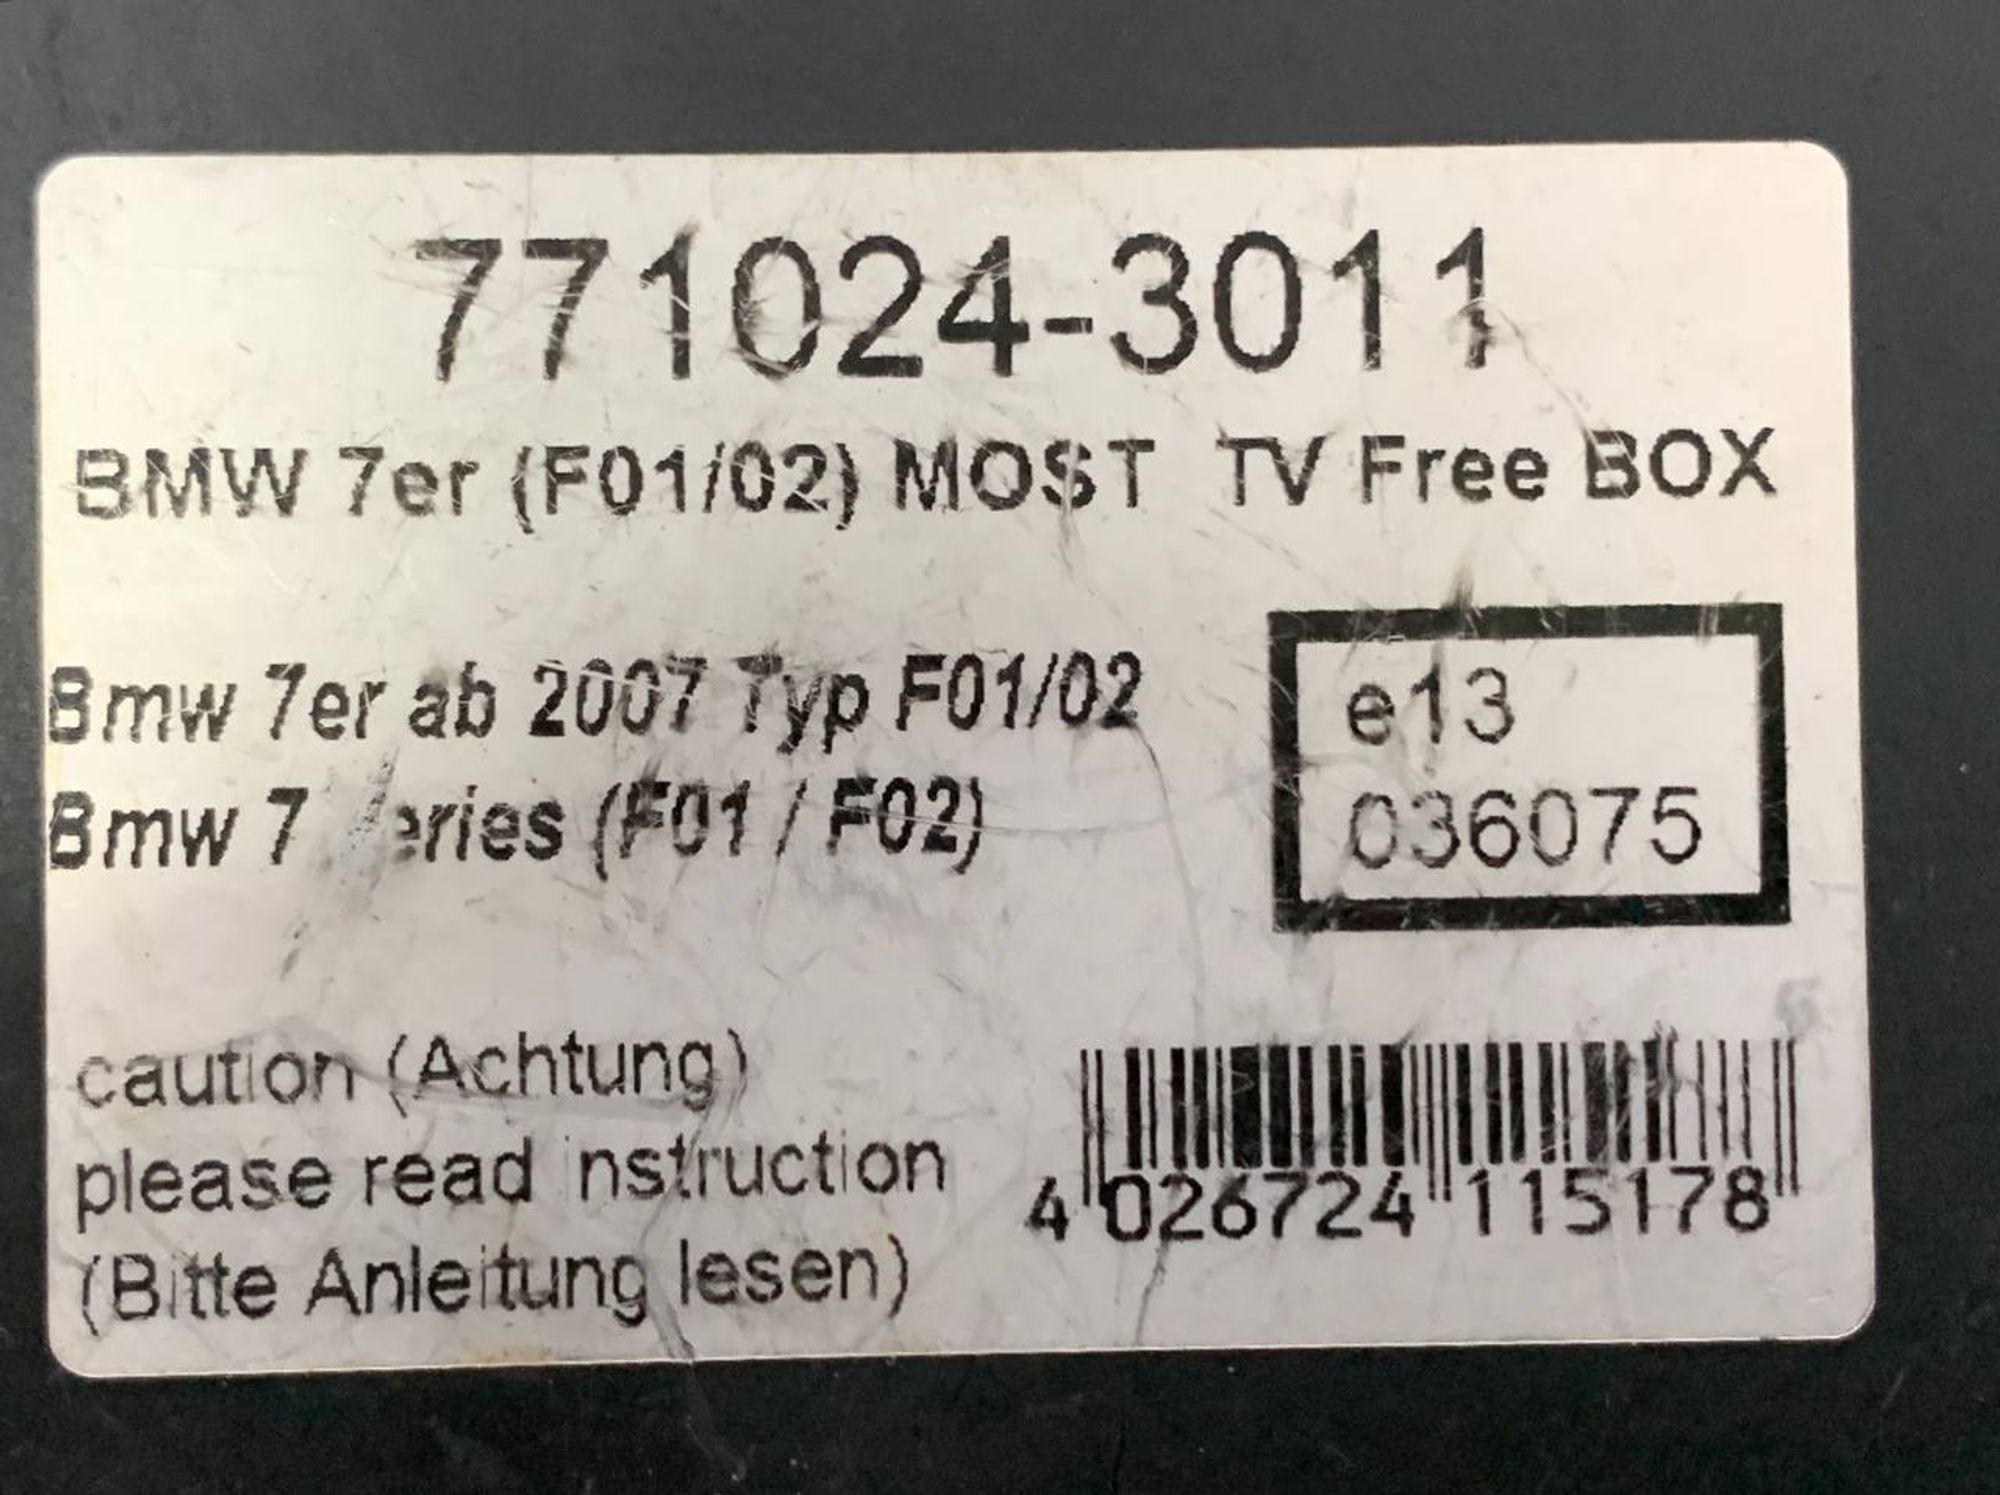 771024-3011
BMW 7er (F01/02) MOST TV Free BOX
Bmw 7er ab 2007 Typ F01/02
Bmw 7 (F01 / F02)
e13
036075
caution (Achtung)
please read instruction
(Bitte Anleitung lesen)
4 026724 115178